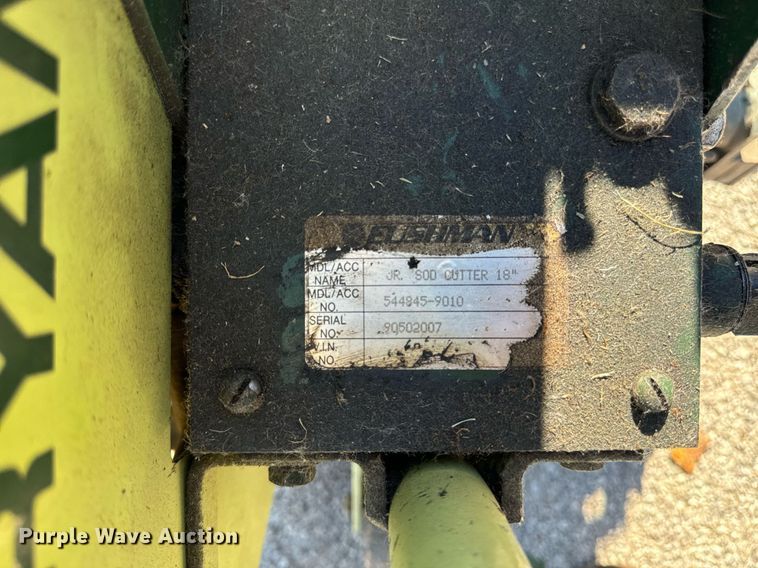 CUSHMAN
MDL/ACC NAME JR. SOD CUTTER 18"
MDL/ACC NO. 544845-9010
SERIAL NO. 90502007
V.I.N. NO.
RYAN
Purple Wave Auction